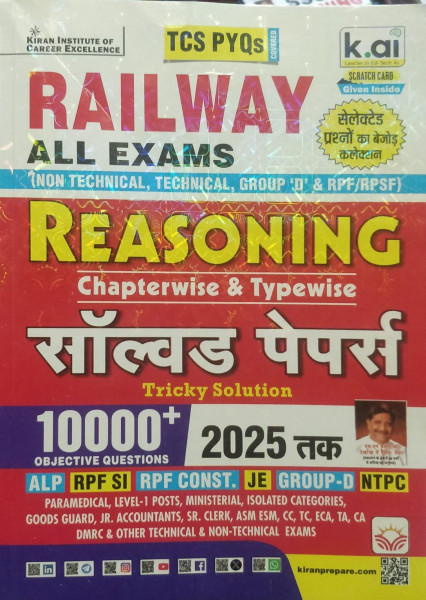 KIRAN INSTITUTE OF
CAREER EXCELLENCE
TCS PYQs
COVERED
k.ai
SCRATCH CARD
Given Inside
RAILWAY
ALL EXAMS
सेलेक्टेड
प्रश्नों का बेजोड़
कलेक्शन
(NON TECHNICAL, TECHNICAL, GROUP 'D' & RPF/RPSF)
REASONING
Chapterwise & Typewise
सॉल्वड पेपर्स
Tricky Solution
10000+
OBJECTIVE QUESTIONS
2025 तक
ALP RPF SI RPF CONST. JE GROUP-D NTPC
PARAMEDICAL, LEVEL-1 POSTS, MINISTERIAL, ISOLATED CATEGORIES,
GOODS GUARD, JR. ACCOUNTANTS, SR. CLERK, ASM ESM, CC, TC, ECA, TA, CA
DMRC & OTHER TECHNICAL & NON-TECHNICAL EXAMS
kiranprepare.com